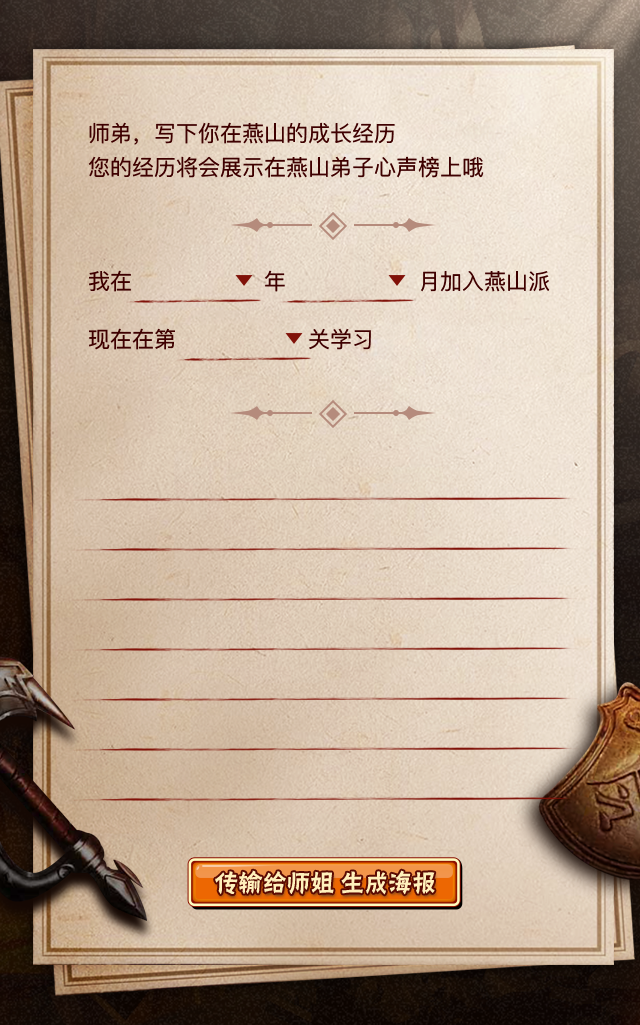 师弟，写下你在燕山的成长经历
您的经历将会展示在燕山弟子心声榜上哦
我在 年 月加入燕山派
现在在第 关学习
传输给师姐 生成海报